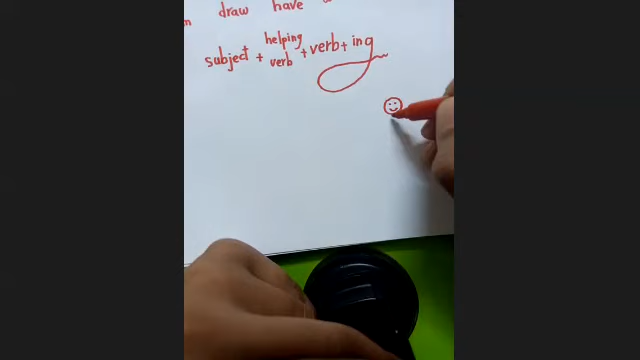 draw have
subject + helping verb + verb + ing